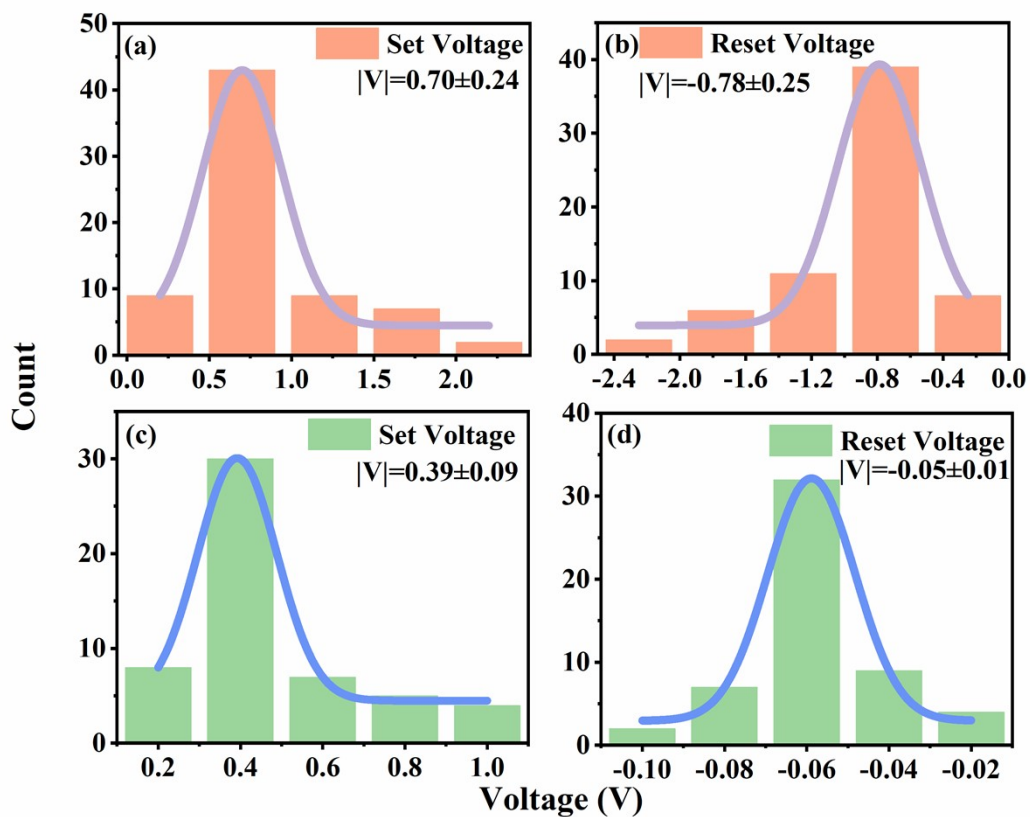 (a) Set Voltage
|V|=0.70±0.24
50
40
30
20
10
0
0.0 0.5 1.0 1.5 2.0
(b) Reset Voltage
|V|=-0.78±0.25
40
30
20
10
0
-2.4 -2.0 -1.6 -1.2 -0.8 -0.4 0.0
Count
(c) Set Voltage
|V|=0.39±0.09
30
20
10
0
0.2 0.4 0.6 0.8 1.0
(d) Reset Voltage
|V|=-0.05±0.01
40
30
20
10
0
-0.10 -0.08 -0.06 -0.04 -0.02
Voltage (V)